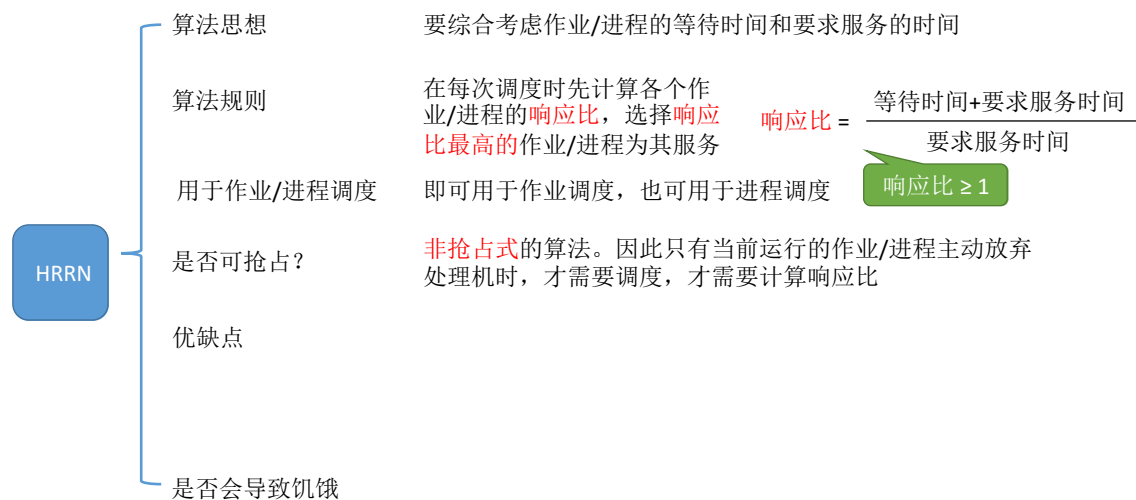 算法思想
要综合考虑作业/进程的等待时间和要求服务的时间
算法规则
在每次调度时先计算各个作
业/进程的响应比，选择响应
比最高的作业/进程为其服务
响应比 =
等待时间+要求服务时间
要求服务时间
响应比 ≥ 1
用于作业/进程调度
即可用于作业调度，也可用于进程调度
HRRN
是否可抢占？
非抢占式的算法。因此只有当前运行的作业/进程主动放弃
处理机时，才需要调度，才需要计算响应比
优缺点
是否会导致饥饿